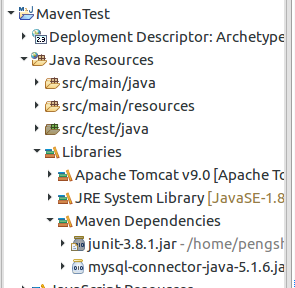 MavenTest
Deployment Descriptor: Archetype
Java Resources
src/main/java
src/main/resources
src/test/java
Libraries
Apache Tomcat v9.0 [Apache To
JRE System Library [JavaSE-1.8
Maven Dependencies
junit-3.8.1.jar - /home/pengsh
mysql-connector-java-5.1.6.ja
JavaScript Resources